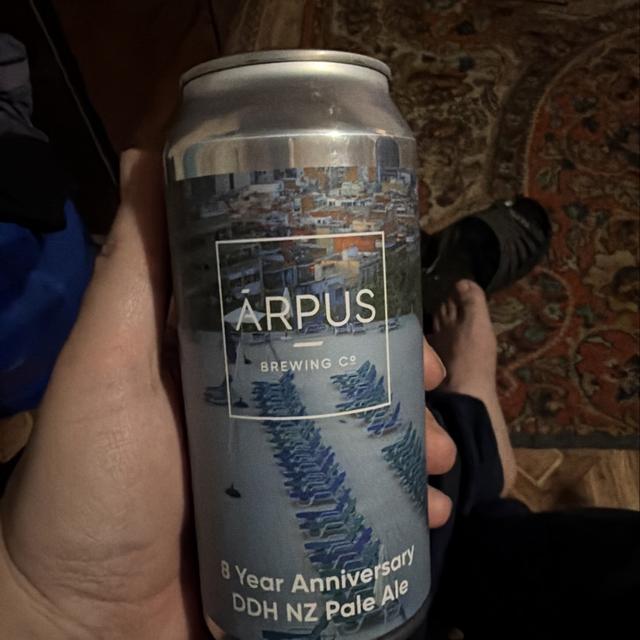 ĀRPUS
BREWING Cº
8 Year Anniversary
DDH NZ Pale Ale